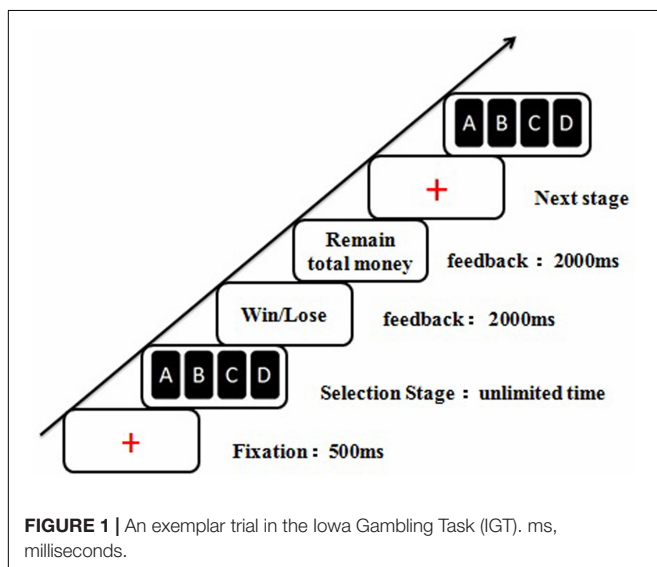 A B C D
+
Next stage
Remain
total money
feedback : 2000ms
Win/Lose
feedback : 2000ms
A B C D
Selection Stage : unlimited time
+
Fixation : 500ms
FIGURE 1 | An exemplar trial in the Iowa Gambling Task (IGT). ms,
milliseconds.